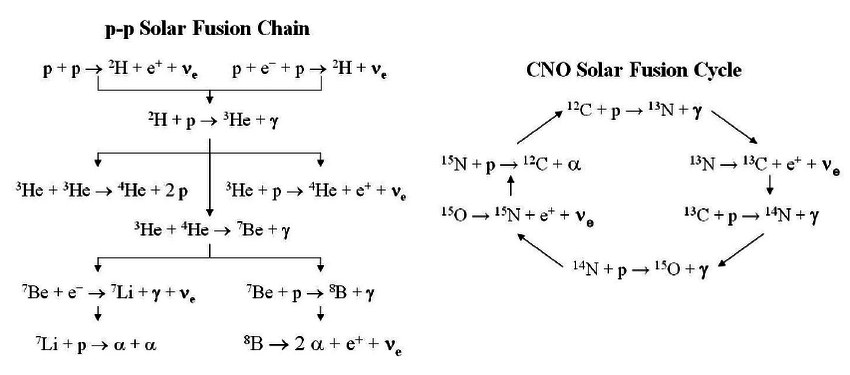 p-p Solar Fusion Chain
p + p → ²H + e⁺ + νₑ
p + e⁻ + p → ²H + νₑ
²H + p → ³He + γ
³He + ³He → ⁴He + 2 p
³He + p → ⁴He + e⁺ + νₑ
³He + ⁴He → ⁷Be + γ
⁷Be + e⁻ → ⁷Li + γ + νₑ
⁷Be + p → ⁸B + γ
⁷Li + p → α + α
⁸B → 2 α + e⁺ + νₑ
CNO Solar Fusion Cycle
¹²C + p → ¹³N + γ
¹⁵N + p → ¹²C + α
¹³N → ¹³C + e⁺ + νₑ
¹⁵O → ¹⁵N + e⁺ + νₑ
¹³C + p → ¹⁴N + γ
¹⁴N + p → ¹⁵O + γ